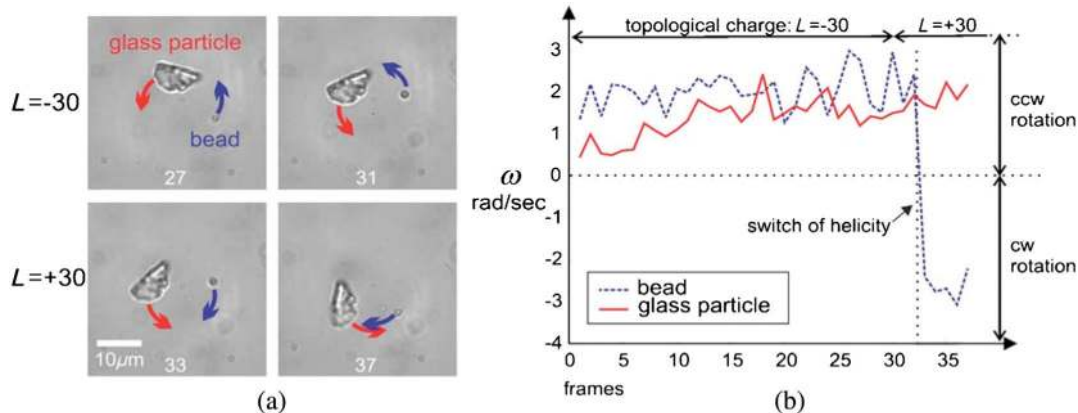 glass particle
L=-30
bead
27
31
L=+30
10μm
33
37
(a)
topological charge: L=-30
L=+30
3
2
1
0
-1
-2
-3
-4
ω
rad/sec
ccw
rotation
cw
rotation
switch of helicity
bead
glass particle
0
5
10
15
20
25
30
35
frames
(b)